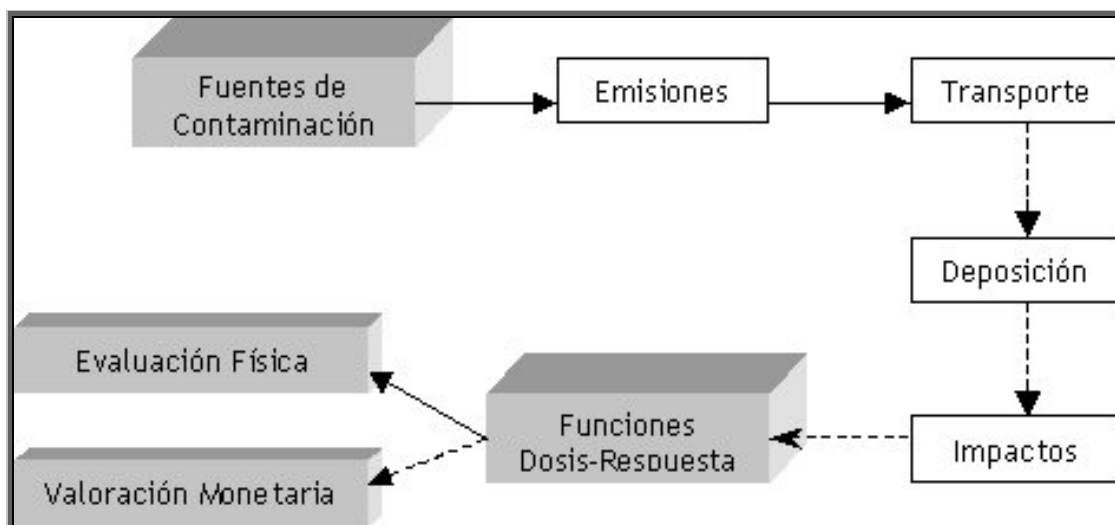 Fuentes de
Contaminación
Emisiones
Transporte
Deposición
Impactos
Funciones
Dosis-Respuesta
Evaluación Física
Valoración Monetaria